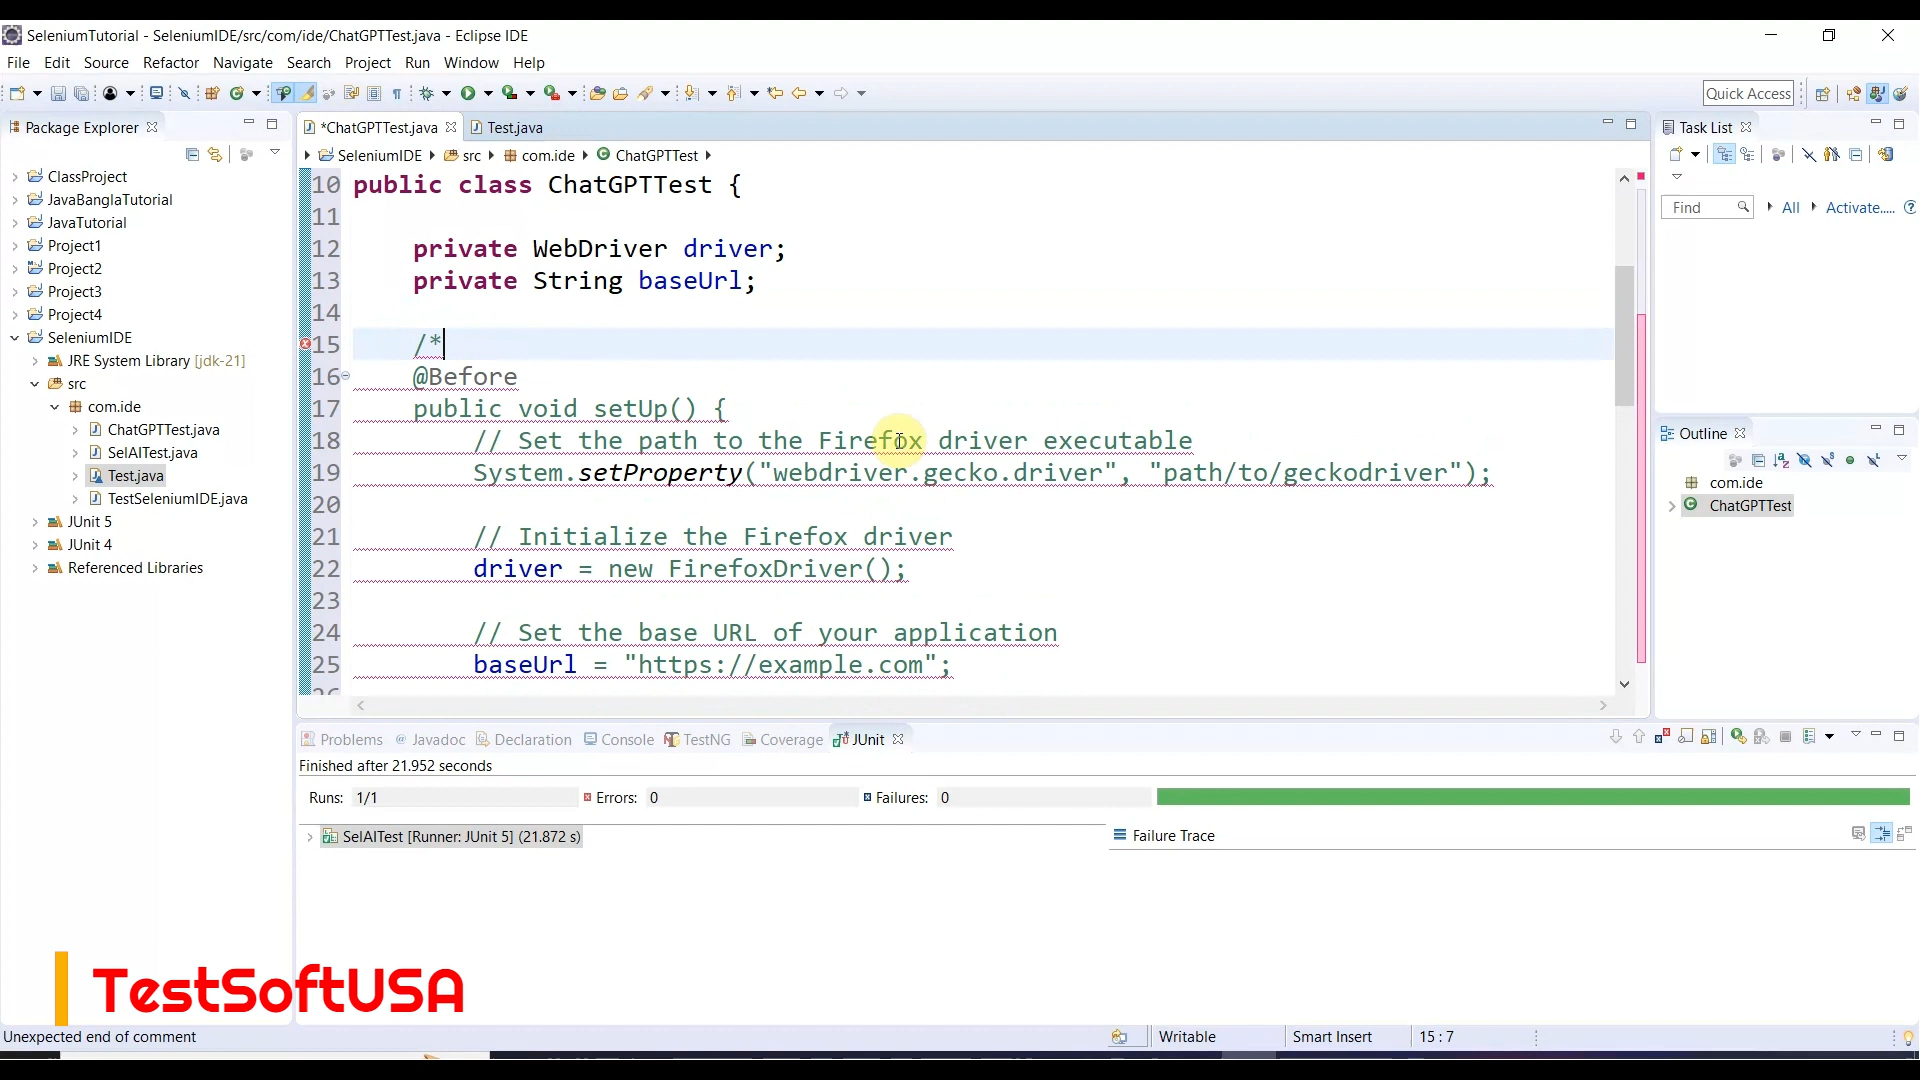 SeleniumTutorial - SeleniumIDE/src/com/ide/ChatGPTTest.java - Eclipse IDE
File Edit Source Refactor Navigate Search Project Run Window Help
Quick Access
Package Explorer
*ChatGPTTest.java
Test.java
Task List
SeleniumIDE src com.ide ChatGPTTest
ClassProject
JavaBanglaTutorial
JavaTutorial
Project1
Project2
Project3
Project4
SeleniumIDE
JRE System Library [jdk-21]
src
com.ide
ChatGPTTest.java
SelAITest.java
Test.java
TestSeleniumIDE.java
JUnit 5
JUnit 4
Referenced Libraries
10 public class ChatGPTTest {
11
12 private WebDriver driver;
13 private String baseUrl;
14
15 /*
16 @Before
17 public void setUp() {
18 // Set the path to the Firefox driver executable
19 System.setProperty("webdriver.gecko.driver", "path/to/geckodriver");
20
21 // Initialize the Firefox driver
22 driver = new FirefoxDriver();
23
24 // Set the base URL of your application
25 baseUrl = "https://example.com";
Find All Activate.....
Outline
com.ide
ChatGPTTest
Problems Javadoc Declaration Console TestNG Coverage JUnit
Finished after 21.952 seconds
Runs: 1/1 Errors: 0 Failures: 0
SelAITest [Runner: JUnit 5] (21.872 s)
Failure Trace
TestSoftUSA
Unexpected end of comment
Writable Smart Insert 15 : 7